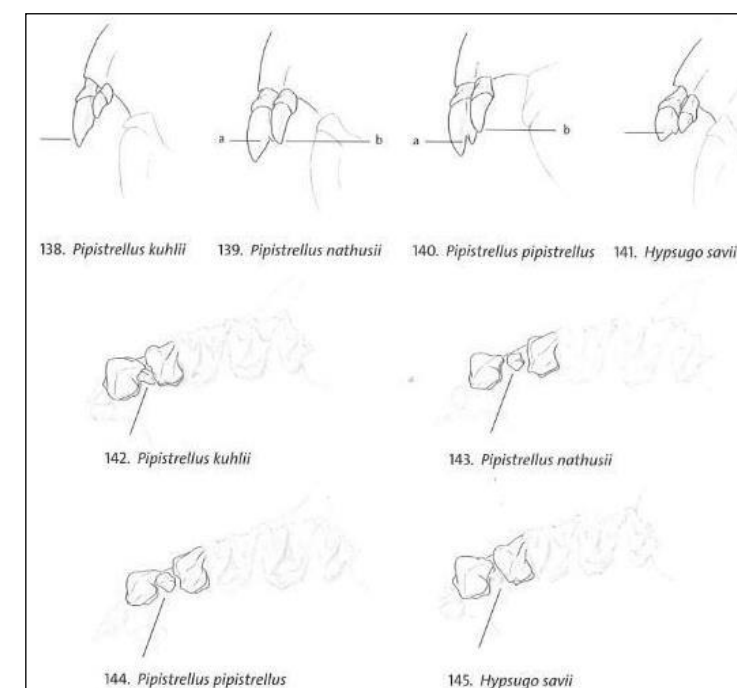 a b a b
138. Pipistrellus kuhlii 139. Pipistrellus nathusii 140. Pipistrellus pipistrellus 141. Hypsugo savii
142. Pipistrellus kuhlii 143. Pipistrellus nathusii
144. Pipistrellus pipistrellus 145. Hypsugo savii